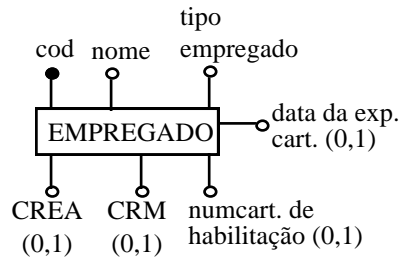 tipo
cod nome empregado
EMPREGADO
data da exp.
cart. (0,1)
CREA CRM numcart. de
(0,1) (0,1) habilitação (0,1)